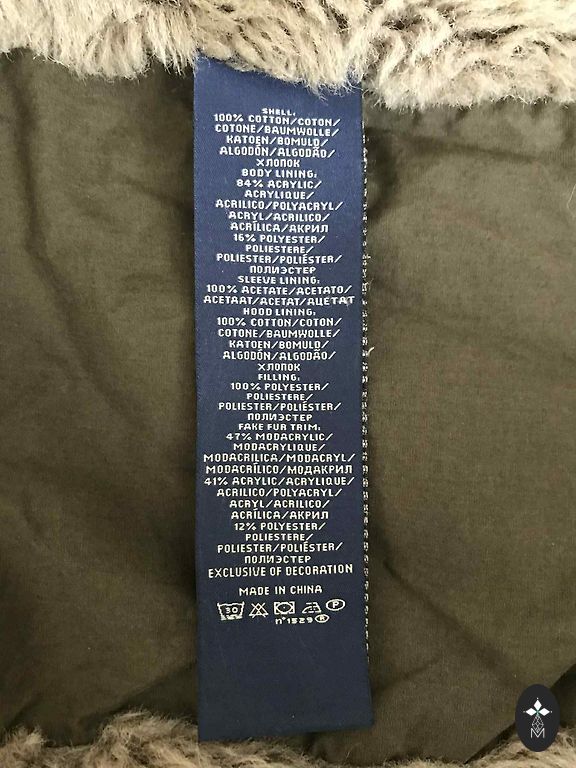 SHELL:
100% COTTON/COTON/
COTONE/BAUMWOLLE/
KATOEN/BOMULD/
ALGODÓN/ALGODÃO/
ХЛОПОК
BODY LINING:
84% ACRYLIC/
ACRYLIQUE/
ACRILICO/POLYACRYL/
ACRYL/ACRILICO/
ACRÍLICA/АКРИЛ
16% POLYESTER/
POLIESTERE/
POLIESTER/POLIÉSTER/
ПОЛИЭСТЕР
SLEEVE LINING:
100% ACETATE/ACETATO/
ACETAAT/ACETAT/АЦЕТАТ
HOOD LINING:
100% COTTON/COTON/
COTONE/BAUMWOLLE/
KATOEN/BOMULD/
ALGODÓN/ALGODÃO/
ХЛОПОК
FILLING:
100% POLYESTER/
POLIESTERE/
POLIESTER/POLIÉSTER/
ПОЛИЭСТЕР
FAKE FUR TRIM:
47% MODACRYLIC/
MODACRYLIQUE/
MODACRILICA/MODACRYL/
MODACRÍLICO/МОДАКРИЛ
41% ACRYLIC/ACRYLIQUE/
ACRILICO/POLYACRYL/
ACRYL/ACRILICO/
ACRÍLICA/АКРИЛ
12% POLYESTER/
POLIESTERE/
POLIESTER/POLIÉSTER/
ПОЛИЭСТЕР
EXCLUSIVE OF DECORATION
MADE IN CHINA
30 P
n°1529 R
M